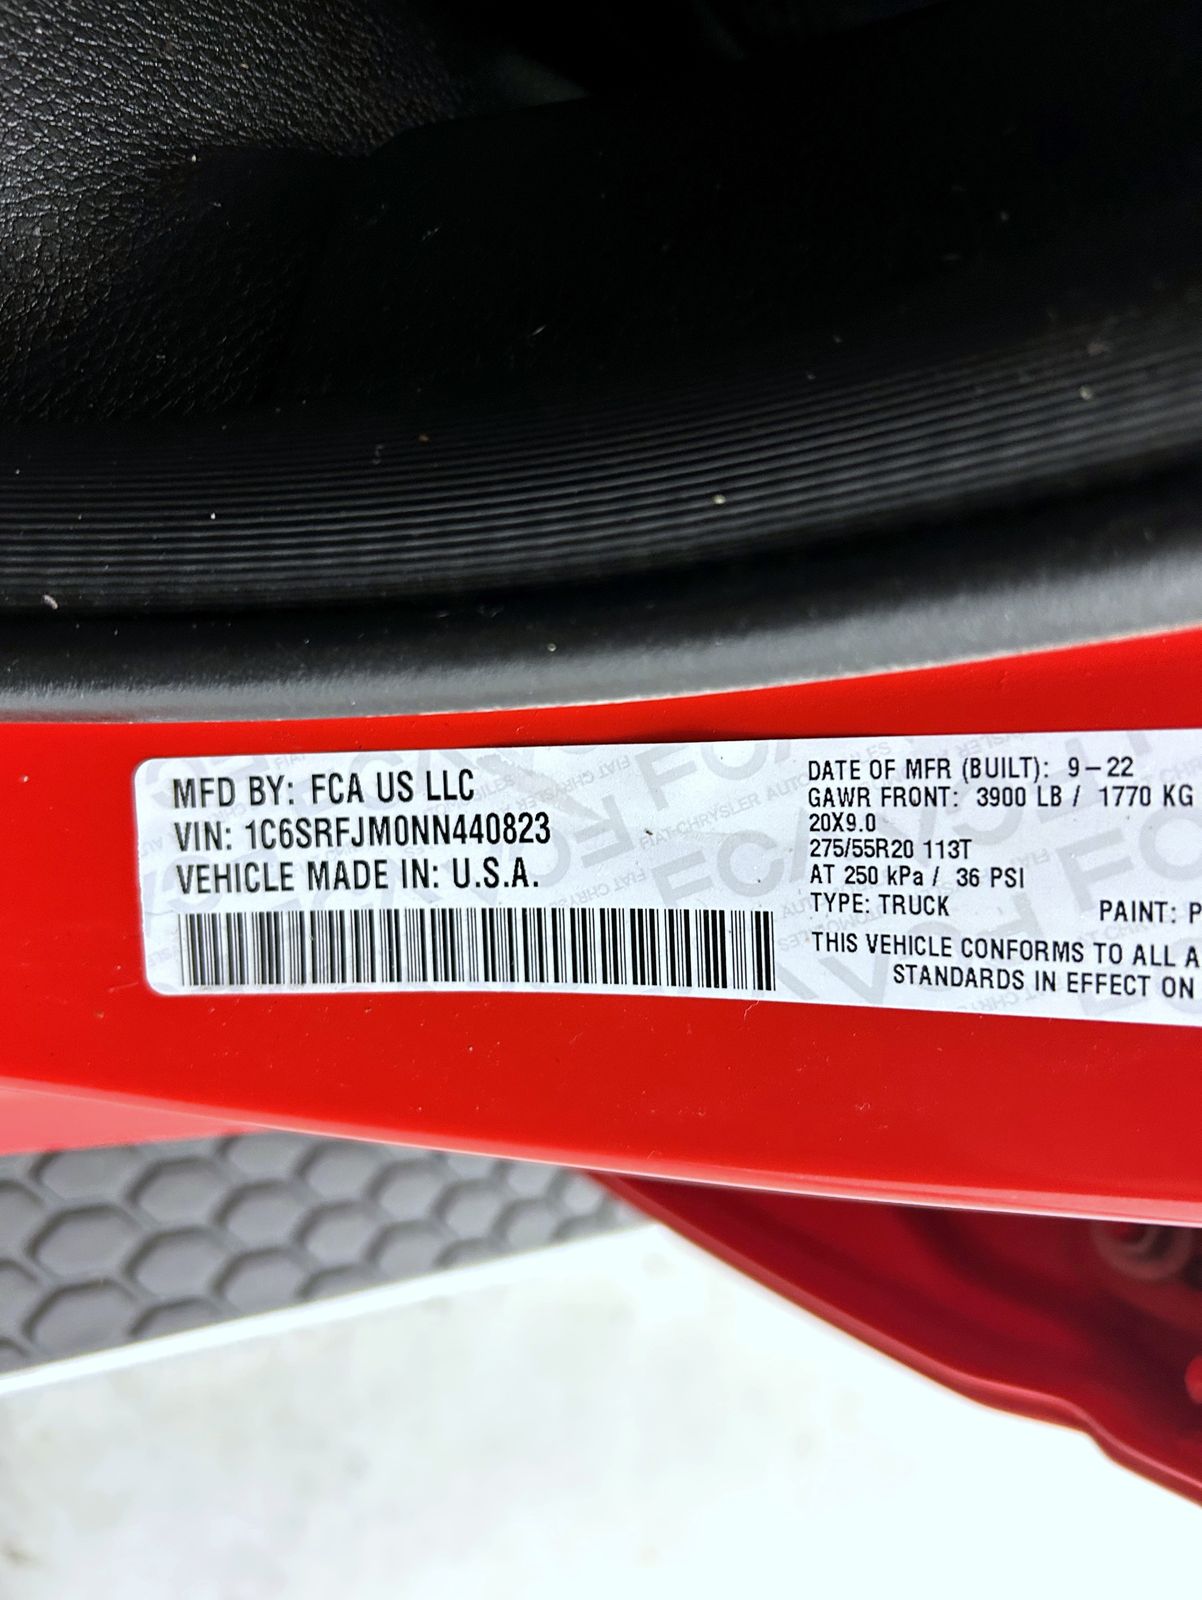 MFD BY: FCA US LLC
VIN: 1C6SRFJM0NN440823
VEHICLE MADE IN: U.S.A.
DATE OF MFR (BUILT): 9-22
GAWR FRONT: 3900 LB / 1770 KG
20X9.0
275/55R20 113T
AT 250 kPa / 36 PSI
TYPE: TRUCK PAINT: P
THIS VEHICLE CONFORMS TO ALL A
STANDARDS IN EFFECT ON